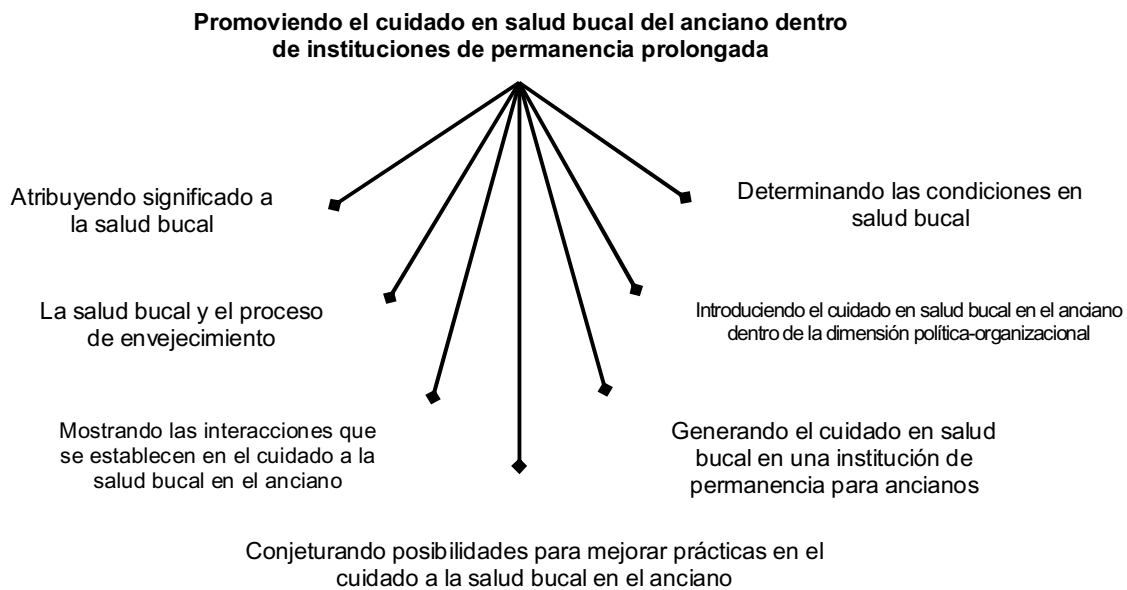 Promoviendo el cuidado en salud bucal del anciano dentro
de instituciones de permanencia prolongada
Atribuyendo significado a
la salud bucal
Determinando las condiciones en
salud bucal
La salud bucal y el proceso
de envejecimiento
Introduciendo el cuidado en salud bucal en el anciano
dentro de la dimensión política-organizacional
Mostrando las interacciones que
se establecen en el cuidado a la
salud bucal en el anciano
Generando el cuidado en salud
bucal en una institución de
permanencia para ancianos
Conjeturando posibilidades para mejorar prácticas en el
cuidado a la salud bucal en el anciano